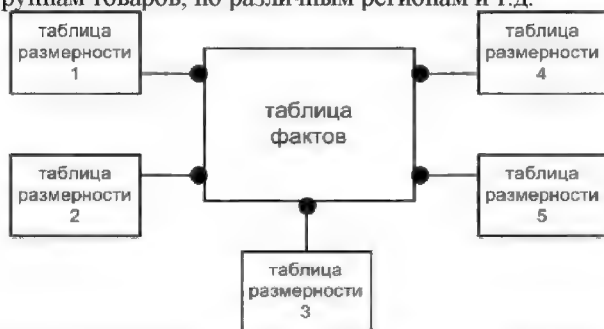 группам товаров, по различным регионам и т.д.
таблица
размерности
1
таблица
размерности
4
таблица
фактов
таблица
размерности
2
таблица
размерности
5
таблица
размерности
3